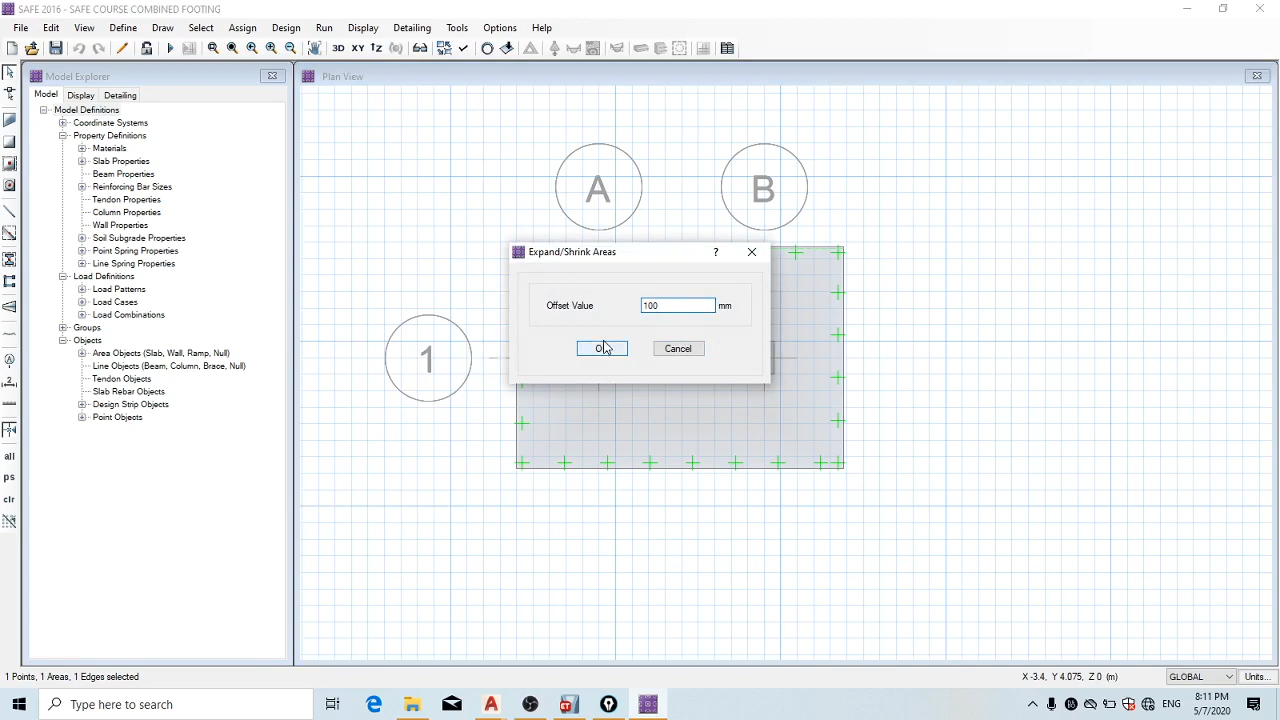 SAFE 2016 - SAFE COURSE COMBINED FOOTING
File Edit View Define Draw Select Assign Design Run Display Detailing Tools Options Help
3D XY
Model Explorer
Plan View
Model Display Detailing
Model Definitions
Coordinate Systems
Property Definitions
Materials
Slab Properties
Beam Properties
Reinforcing Bar Sizes
Tendon Properties
Column Properties
Wall Properties
Soil Subgrade Properties
Point Spring Properties
Line Spring Properties
Load Definitions
Load Patterns
Load Cases
Load Combinations
Groups
Objects
Area Objects (Slab, Wall, Ramp, Null)
Line Objects (Beam, Column, Brace, Null)
Tendon Objects
Slab Rebar Objects
Design Strip Objects
Point Objects
all
ps
clr
A B
1
Expand/Shrink Areas
?
Offset Value 100 mm
Cancel
1 Points, 1 Areas, 1 Edges selected
X -3.4, Y 4.075, Z 0 (m)
GLOBAL
Units...
Type here to search
ENG
8:11 PM
5/7/2020